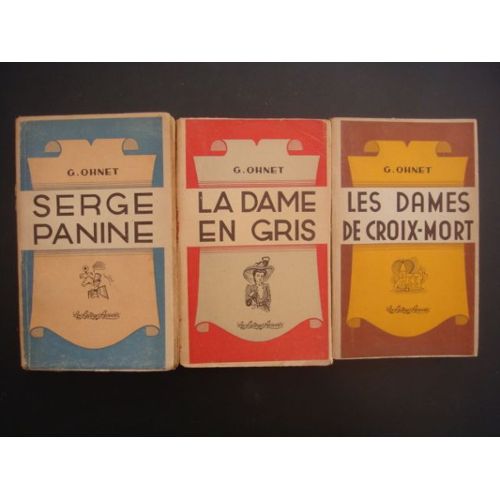 G. OHNET
SERGE
PANINE
G. OHNET
LA DAME
EN GRIS
G. OHNET
LES DAMES
DE CROIX-MORT